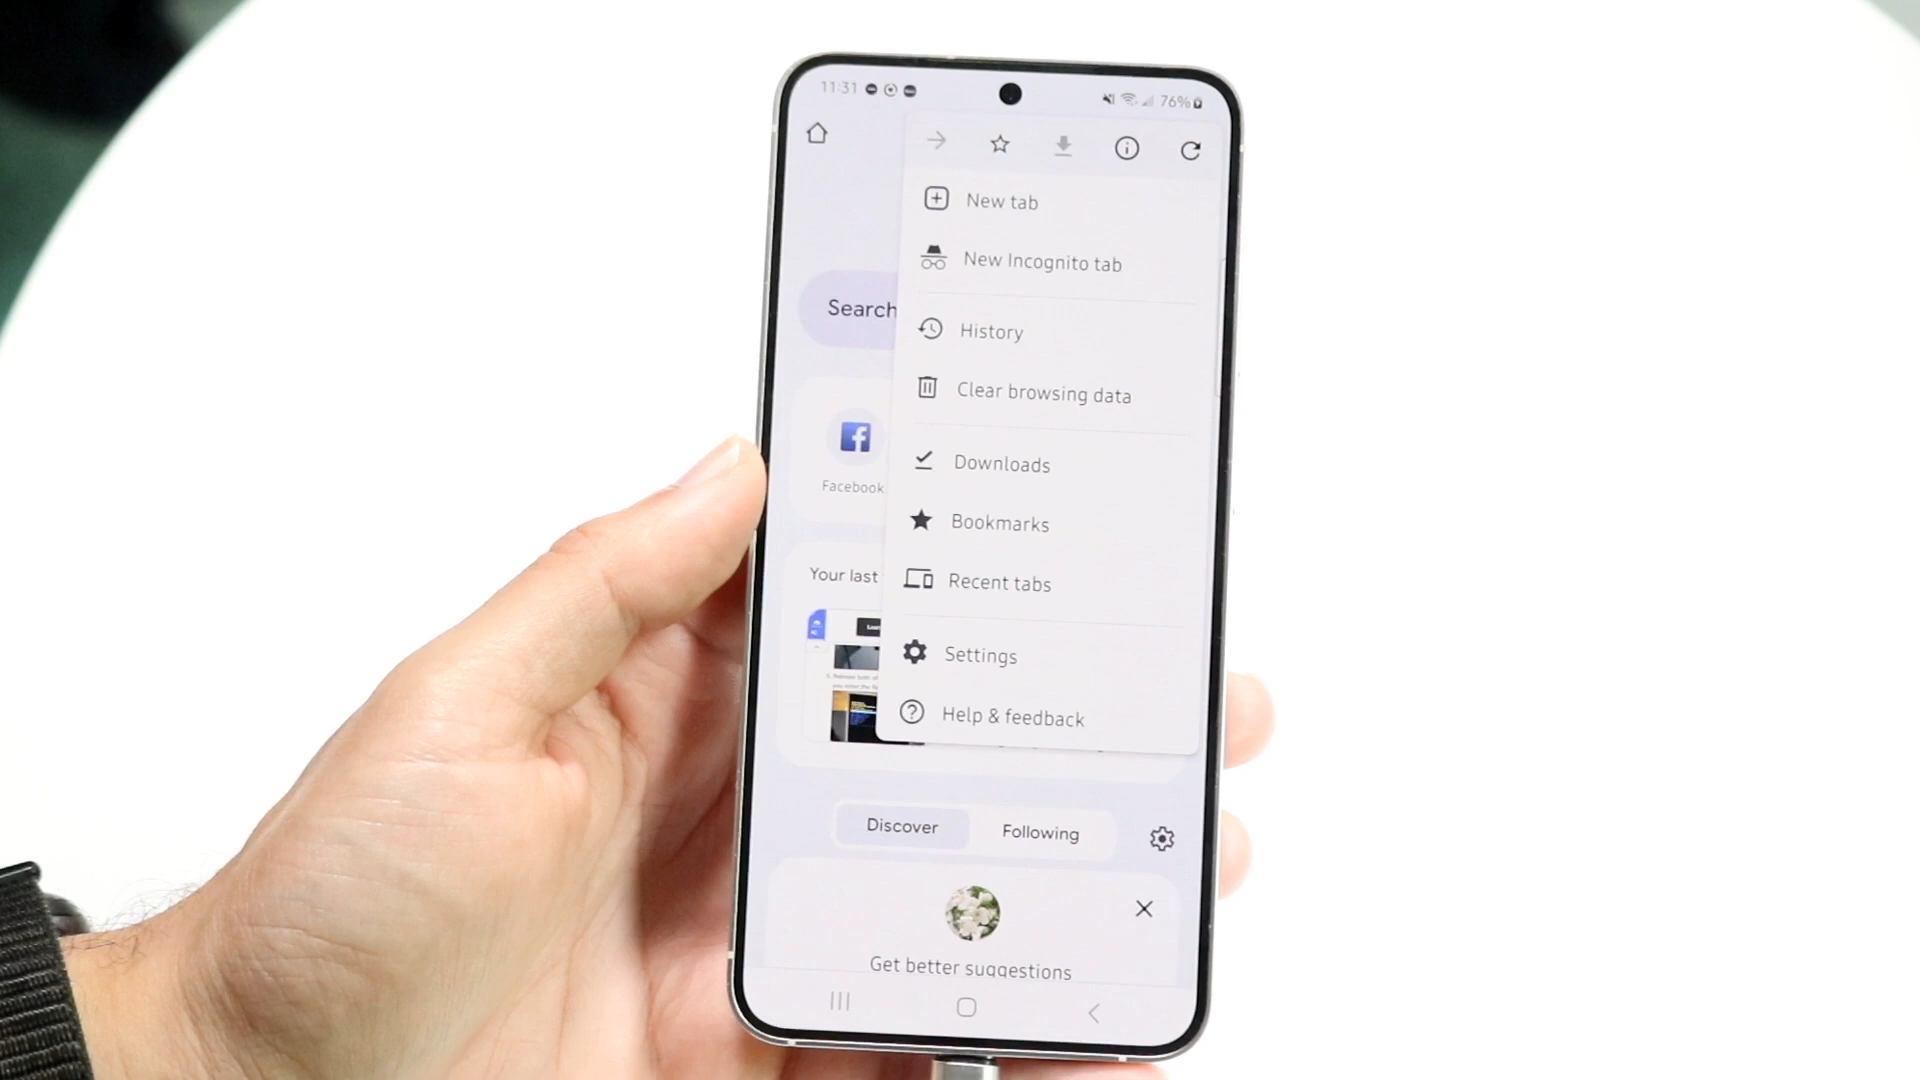 11:31
76%
New tab
New Incognito tab
Search
History
Clear browsing data
Facebook
Downloads
Bookmarks
Your last
Recent tabs
Settings
Help & feedback
Discover
Following
Get better suggestions